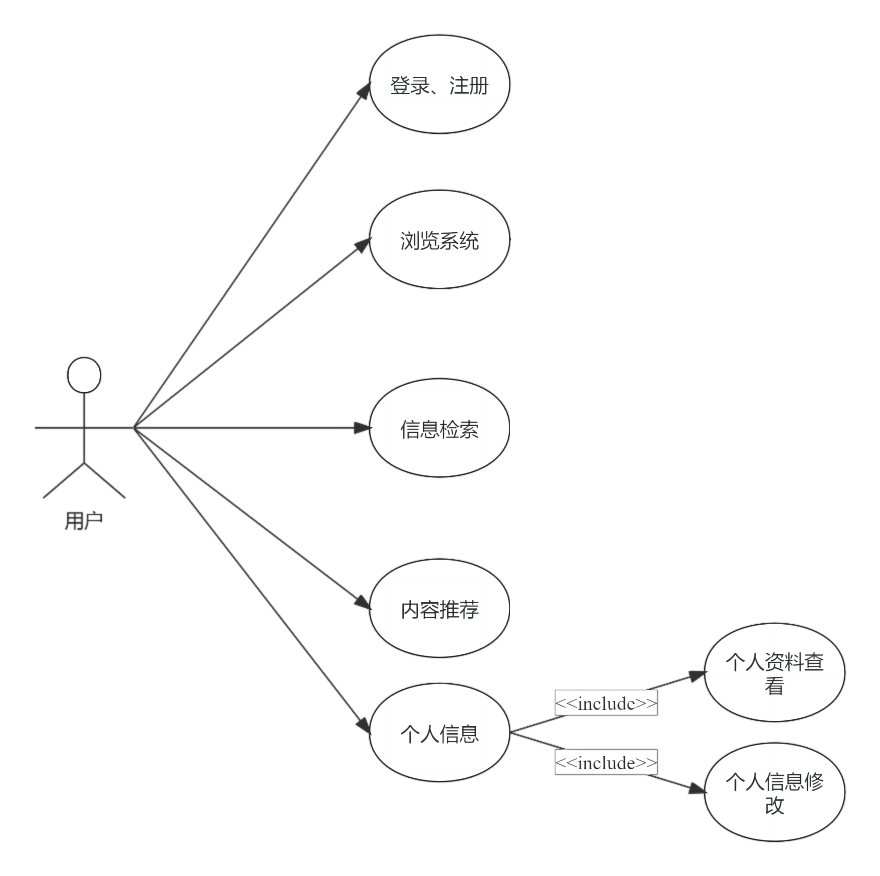 登录、注册
浏览系统
信息检索
用户
内容推荐
个人信息
<<include>>
<<include>>
个人资料查
看
个人信息修
改